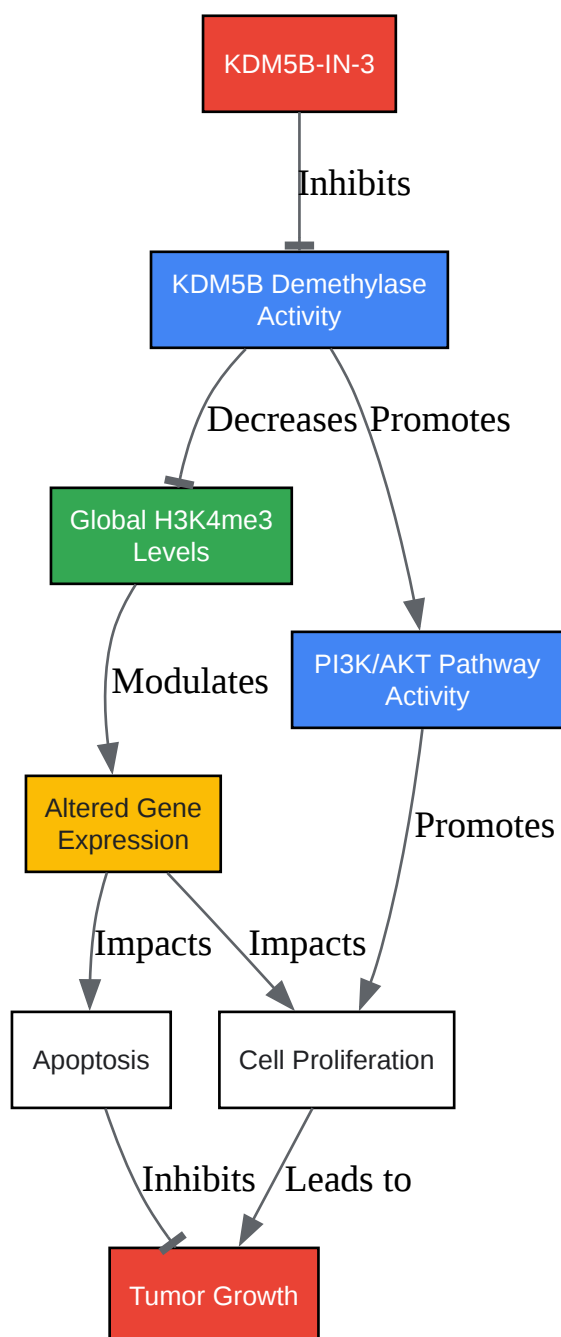 KDM5B-IN-3
Inhibits
KDM5B Demethylase
Activity
Decreases
Promotes
Global H3K4me3
Levels
PI3K/AKT Pathway
Activity
Modulates
Promotes
Altered Gene
Expression
Impacts
Impacts
Apoptosis
Cell Proliferation
Inhibits
Leads to
Tumor Growth